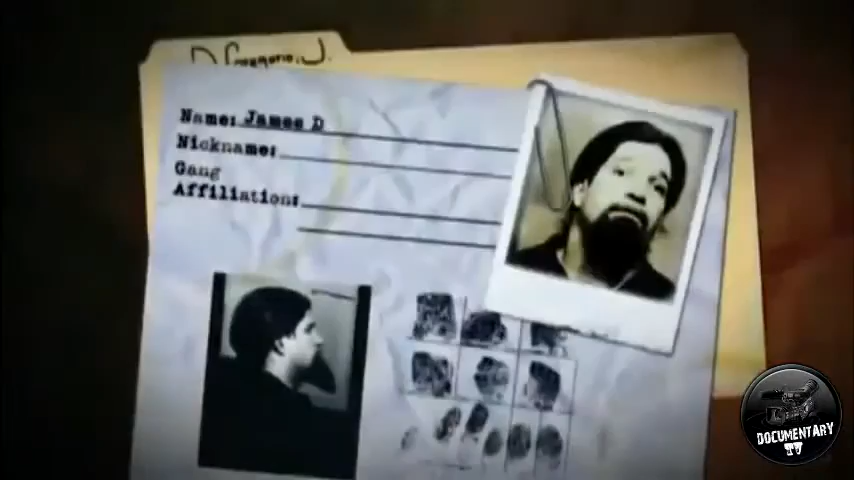 Name: James D
Nickname:
Gang
Affiliation:
DOCUMENTARY
TV